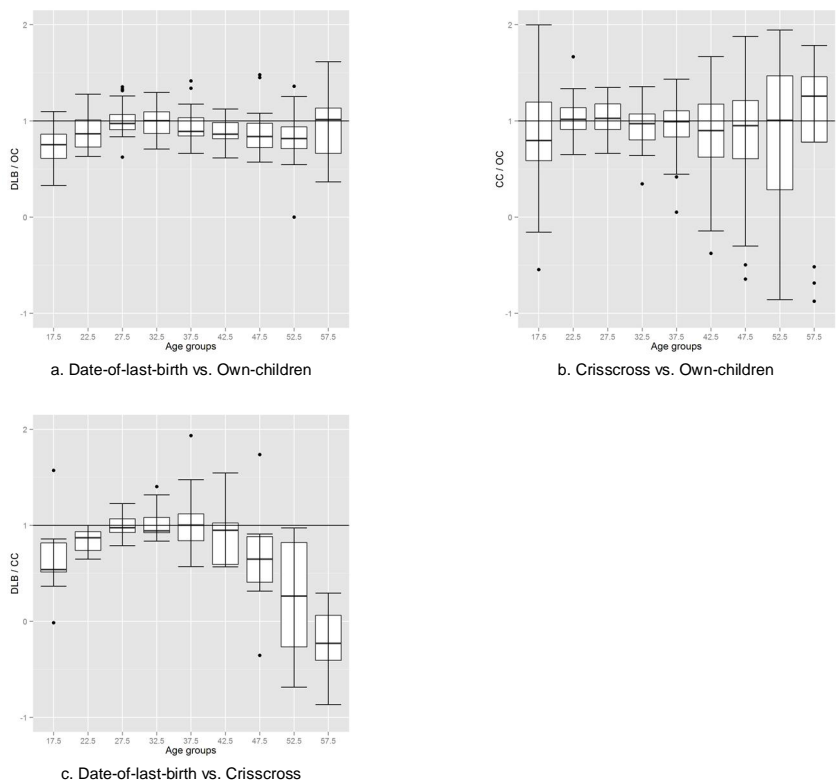 2
1
0
-1
DLB / OC
17.5 22.5 27.5 32.5 37.5 42.5 47.5 52.5 57.5
Age groups
a. Date-of-last-birth vs. Own-children
2
1
0
-1
CC / OC
17.5 22.5 27.5 32.5 37.5 42.5 47.5 52.5 57.5
Age groups
b. Crisscross vs. Own-children
2
1
0
-1
DLB / CC
17.5 22.5 27.5 32.5 37.5 42.5 47.5 52.5 57.5
Age groups
c. Date-of-last-birth vs. Crisscross